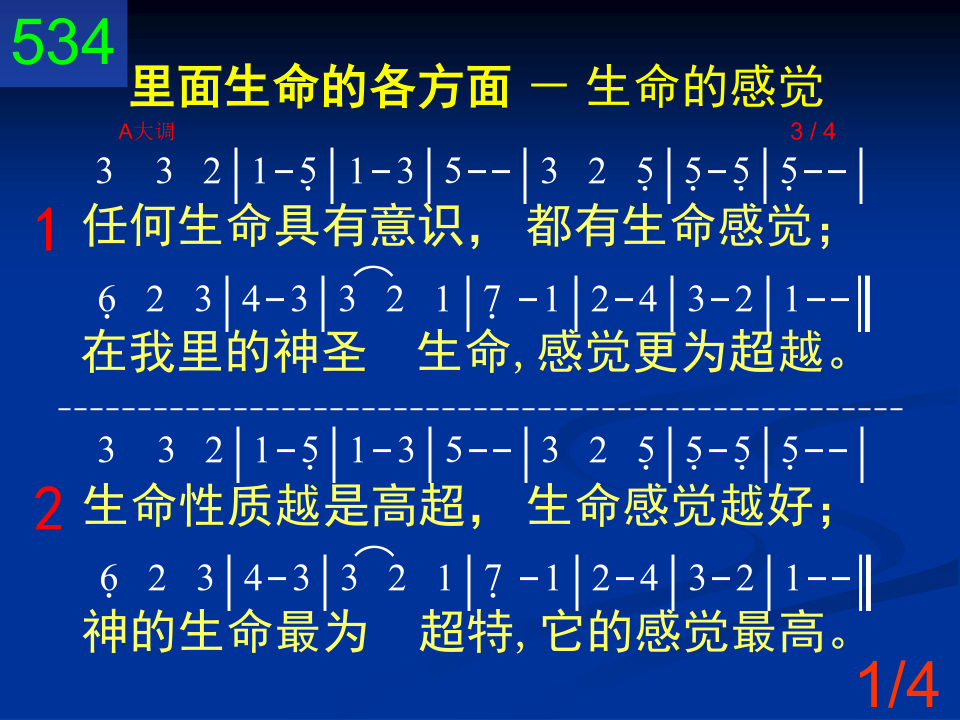 534
里面生命的各方面 － 生命的感觉
A大调 3 / 4
3 3 2|1-5̣|1-3|5--|3 2 5̣|5̣-5̣|5̣--|
1 任何生命具有意识， 都有生命感觉；
6̣ 2 3|4-3|3 2 1|7̣ -1|2-4|3-2|1--‖
在我里的神圣 生命,感觉更为超越。
3 3 2|1-5̣|1-3|5--|3 2 5̣|5̣-5̣|5̣--|
2 生命性质越是高超， 生命感觉越好；
6̣ 2 3|4-3|3 2 1|7̣ -1|2-4|3-2|1--‖
神的生命最为 超特,它的感觉最高。
1/4